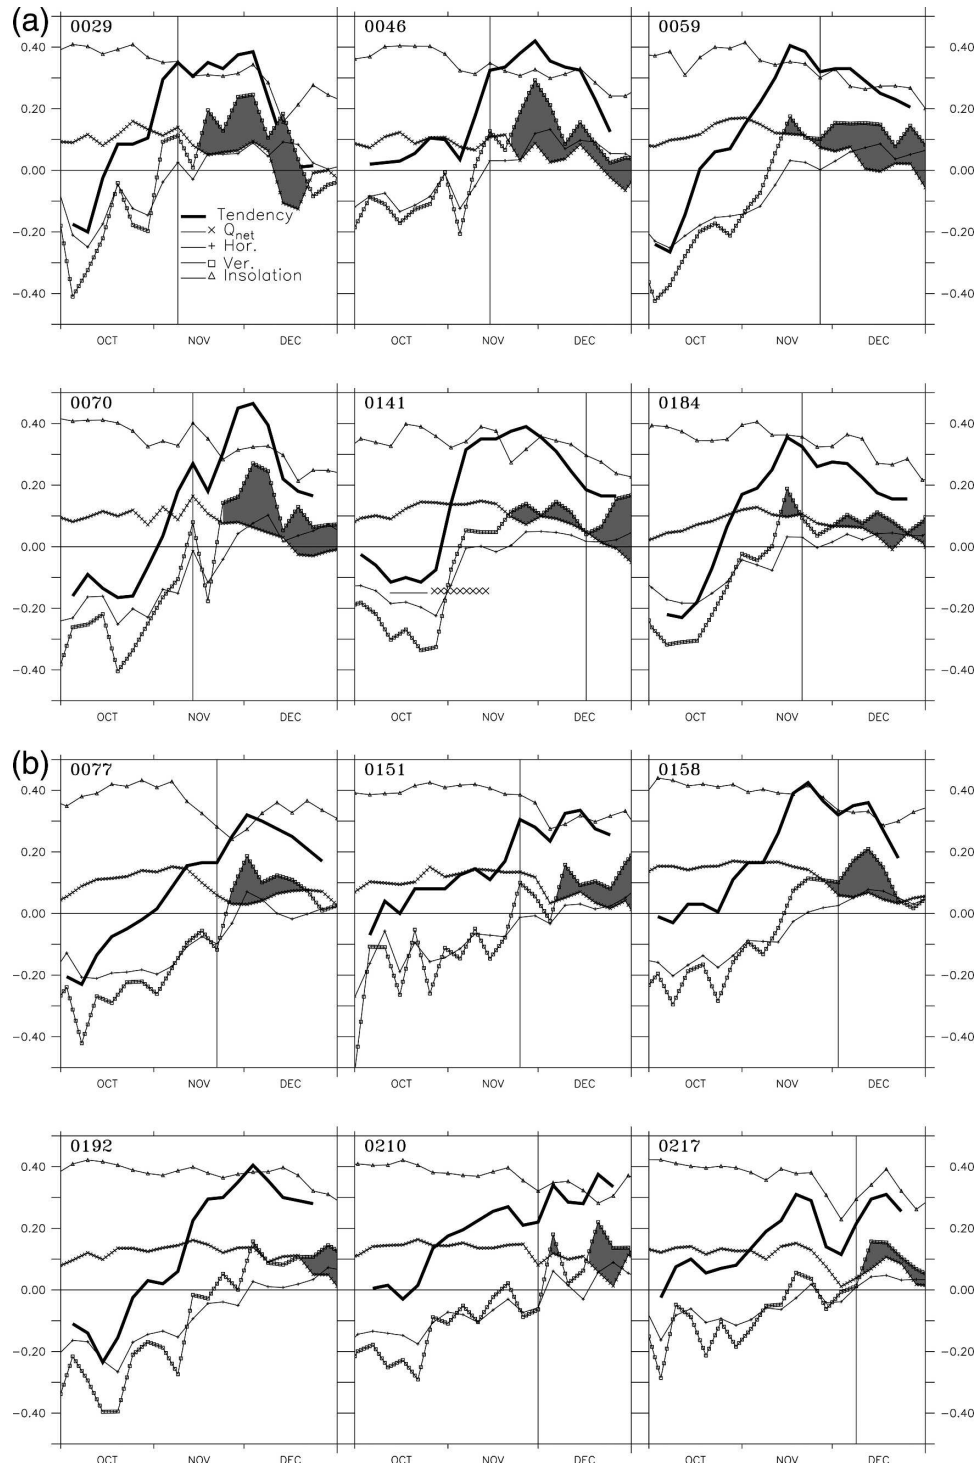 (a)
0029 0046 0059
0.40 0.40
0.20 0.20
0.00 0.00
Tendency
Qnet
Hor.
Ver.
Insolation
-0.20 -0.20
-0.40 -0.40
OCT NOV DEC OCT NOV DEC OCT NOV DEC
0070 0141 0184
0.40 0.40
0.20 0.20
0.00 0.00
-0.20 -0.20
-0.40 -0.40
OCT NOV DEC OCT NOV DEC OCT NOV DEC
(b)
0077 0151 0158
0.40 0.40
0.20 0.20
0.00 0.00
-0.20 -0.20
-0.40 -0.40
OCT NOV DEC OCT NOV DEC OCT NOV DEC
0192 0210 0217
0.40 0.40
0.20 0.20
0.00 0.00
-0.20 -0.20
-0.40 -0.40
OCT NOV DEC OCT NOV DEC OCT NOV DEC